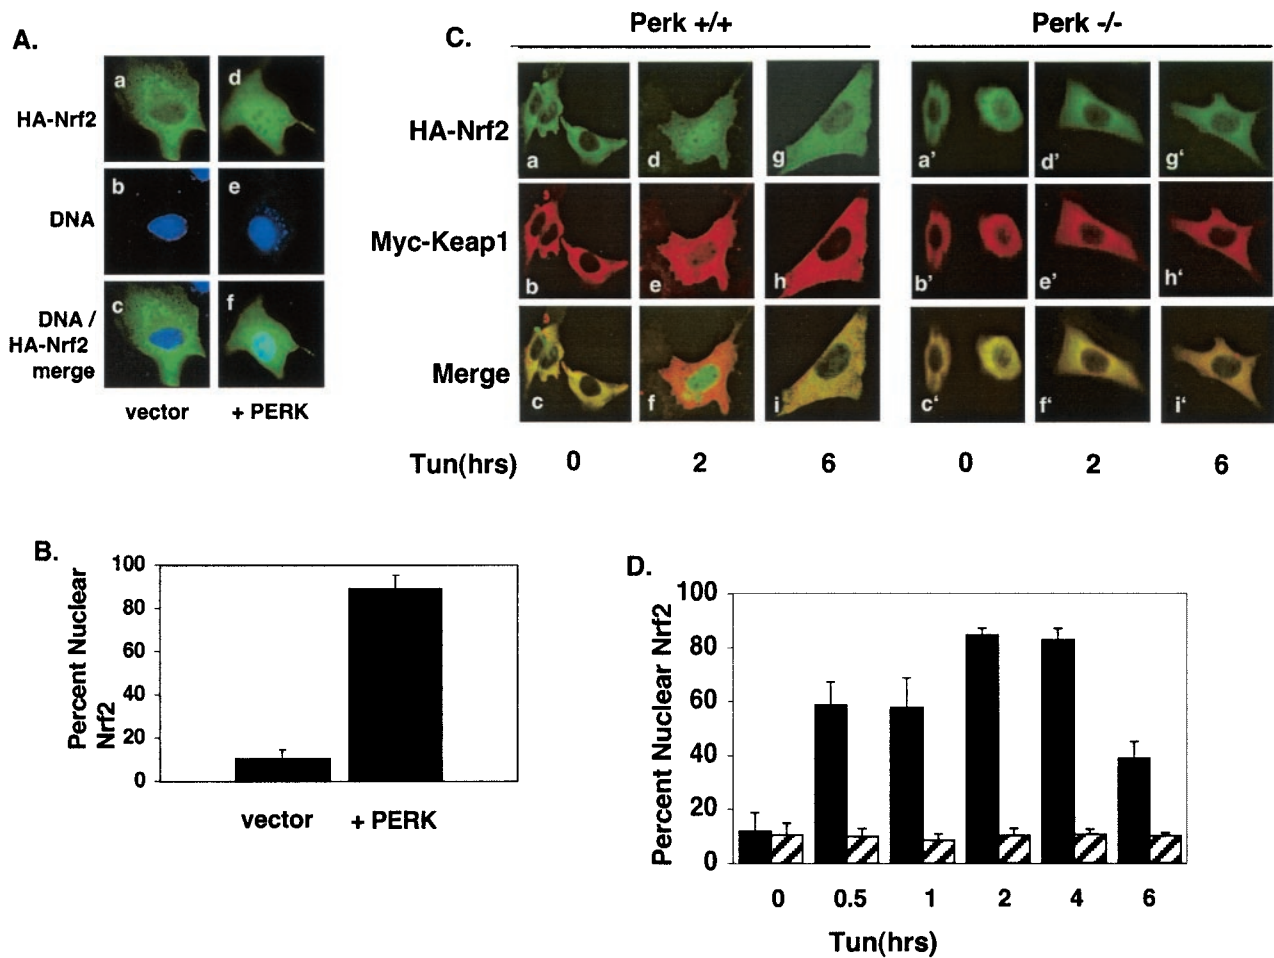 A.
HA-Nrf2
DNA
DNA /
HA-Nrf2
merge
a
d
b
e
c
f
vector
+ PERK
C.
Perk +/+
Perk -/-
HA-Nrf2
Myc-Keap1
Merge
a
d
g
a'
d'
g'
b
e
h
b'
e'
h'
c
f
i
c'
f'
i'
Tun(hrs)
0
2
6
0
2
6
B.
Percent Nuclear
Nrf2
100
80
60
40
20
0
vector
+ PERK
D.
Percent Nuclear Nrf2
100
80
60
40
20
0
0
0.5
1
2
4
6
Tun(hrs)